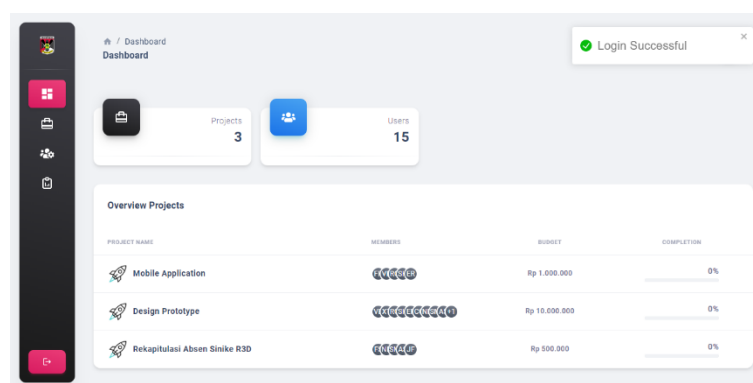 / Dashboard
Dashboard
Login Successful
Projects
3
Users
15
Overview Projects
PROJECT NAME MEMBERS BUDGET COMPLETION
Mobile Application Rp 1.000.000 0%
Design Prototype +T Rp 10.000.000 0%
Rekapitulasi Absen Sinike R3D Rp 500.000 0%